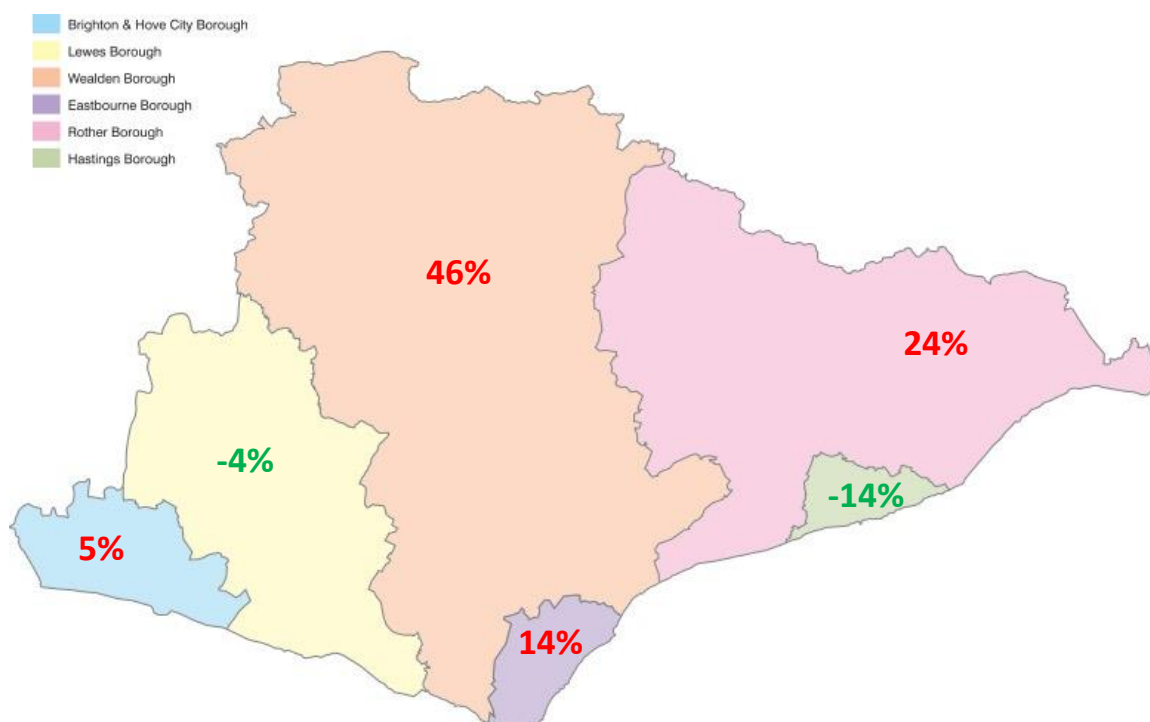 Brighton & Hove City Borough
Lewes Borough
Wealden Borough
Eastbourne Borough
Rother Borough
Hastings Borough
46%
24%
-4%
-14%
5%
14%